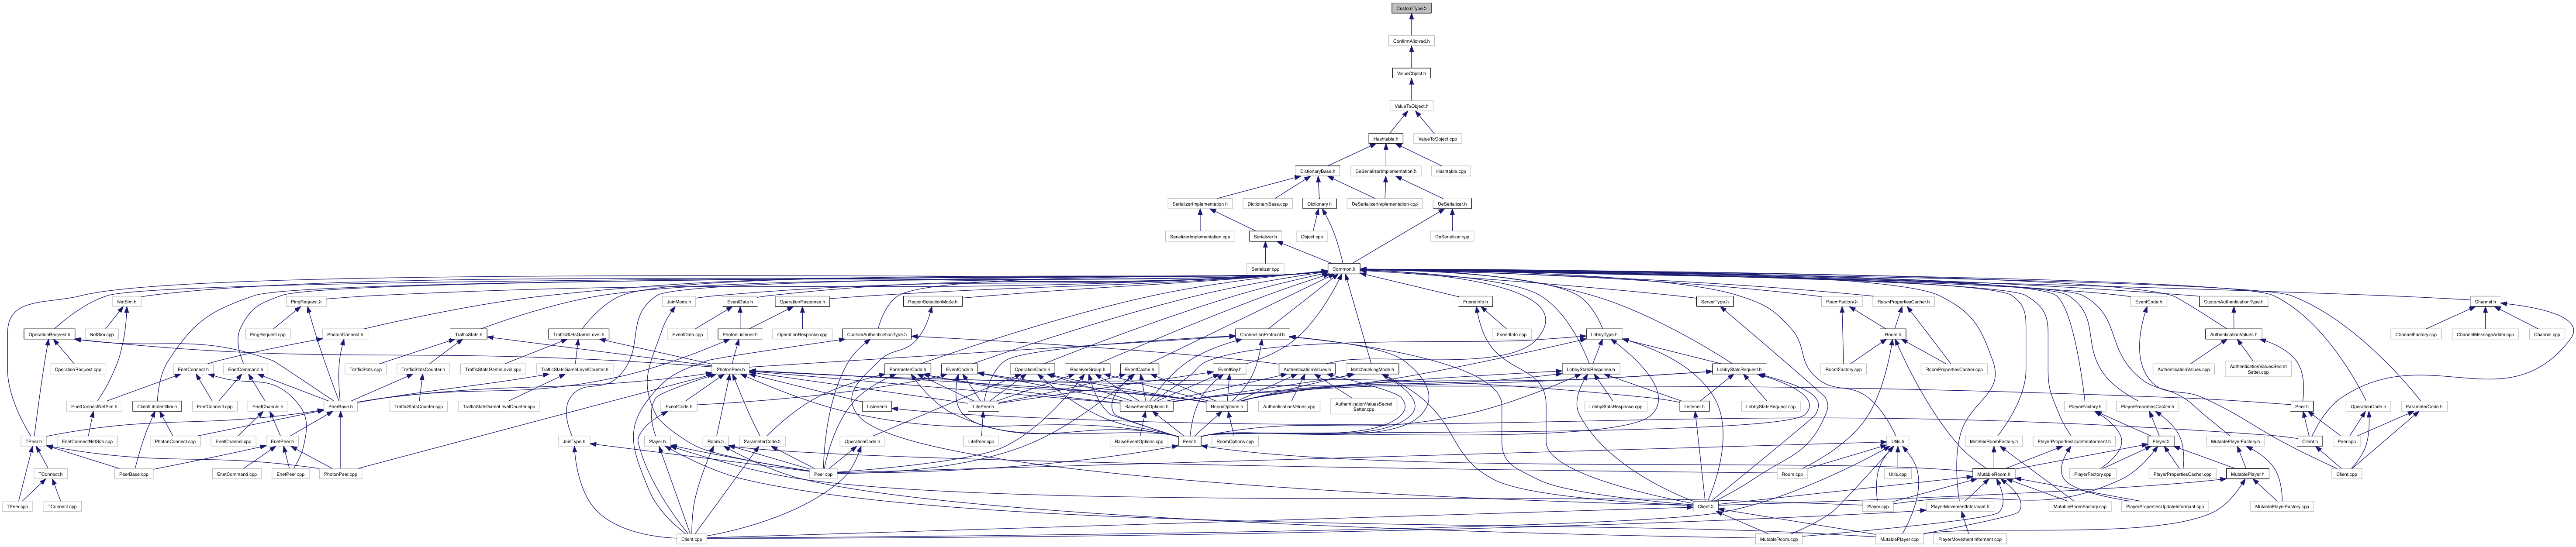 CustomType.h
ConfirmAllowed.h
ValueObject.h
ValueToObject.h
Hashtable.h
ValueToObject.cpp
DictionaryBase.h
DeSerializerImplementation.h
Hashtable.cpp
SerializerImplementation.h
DictionaryBase.cpp
Dictionary.h
DeSerializerImplementation.cpp
DeSerializer.h
SerializerImplementation.cpp
Serializer.h
Object.cpp
DeSerializer.cpp
Serializer.cpp
Common.h
NetSim.h
PingRequest.h
JoinMode.h
EventData.h
OperationResponse.h
RegionSelectionMode.h
FriendInfo.h
ServerType.h
RoomFactory.h
RoomPropertiesCacher.h
EventCode.h
CustomAuthenticationType.h
Channel.h
OperationRequest.h
NetSim.cpp
PingRequest.cpp
PhotonConnect.h
TrafficStats.h
TrafficStatsGameLevel.h
EventData.cpp
PhotonListener.h
OperationResponse.cpp
CustomAuthenticationType.h
ConnectionProtocol.h
FriendInfo.cpp
LobbyType.h
Room.h
AuthenticationValues.h
ChannelFactory.cpp
ChannelMessageAdder.cpp
Channel.cpp
OperationRequest.cpp
EnetConnect.h
EnetCommand.h
TrafficStats.cpp
TrafficStatsCounter.h
TrafficStatsGameLevel.cpp
TrafficStatsGameLevelCounter.h
PhotonPeer.h
ParameterCode.h
EventCode.h
OperationCode.h
ReceiverGroup.h
EventCache.h
EventKey.h
AuthenticationValues.h
MatchmakingMode.h
LobbyStatsResponse.h
LobbyStatsRequest.h
RoomFactory.cpp
RoomPropertiesCacher.cpp
AuthenticationValues.cpp
AuthenticationValuesSecret
Setter.cpp
EnetConnectNetSim.h
ClientLibIdentifier.h
EnetConnect.cpp
EnetChannel.h
PeerBase.h
TrafficStatsCounter.cpp
TrafficStatsGameLevelCounter.cpp
EventCode.h
Listener.h
LitePeer.h
RaiseEventOptions.h
RoomOptions.h
AuthenticationValues.cpp
AuthenticationValuesSecret
Setter.cpp
LobbyStatsResponse.cpp
Listener.h
LobbyStatsRequest.cpp
PlayerFactory.h
PlayerPropertiesCacher.h
Peer.h
OperationCode.h
ParameterCode.h
TPeer.h
EnetConnectNetSim.cpp
PhotonConnect.cpp
EnetChannel.cpp
EnetPeer.h
JoinType.h
Player.h
Room.h
ParameterCode.h
OperationCode.h
LitePeer.cpp
RaiseEventOptions.cpp
Peer.h
RoomOptions.cpp
Utils.h
MutableRoomFactory.h
PlayerPropertiesUpdateInformant.h
Player.h
MutablePlayerFactory.h
Client.h
Peer.cpp
TConnect.h
PeerBase.cpp
EnetCommand.cpp
EnetPeer.cpp
PhotonPeer.cpp
Peer.cpp
Room.cpp
Utils.cpp
MutableRoom.h
PlayerFactory.cpp
PlayerPropertiesCacher.cpp
MutablePlayer.h
Client.cpp
TPeer.cpp
TConnect.cpp
Client.h
Player.cpp
PlayerMovementInformant.h
MutableRoomFactory.cpp
PlayerPropertiesUpdateInformant.cpp
MutablePlayerFactory.cpp
Client.cpp
MutableRoom.cpp
MutablePlayer.cpp
PlayerMovementInformant.cpp